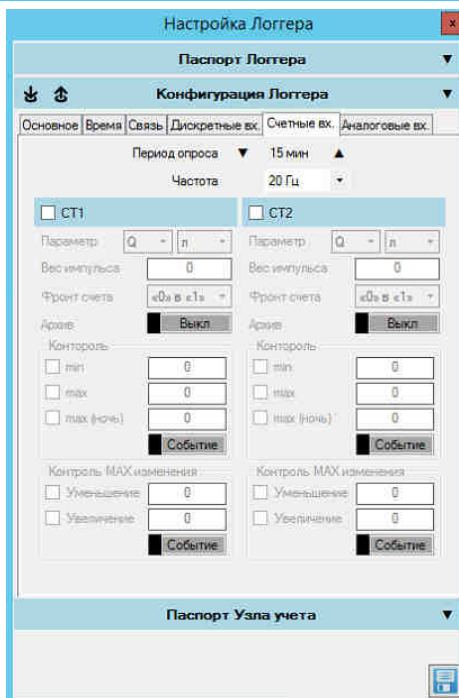 Настройка Логгера x
Паспорт Логгера ▼
Конфигурация Логгера ▼
Основное Время Связь Дискретные вх. Счетные вх. Аналоговые вх.
Период опроса ▼ 15 мин ▲
Частота 20 Гц
СТ1 СТ2
Параметр Q л Параметр Q л
Вес импульса 0 Вес импульса 0
Фронт счета «0» в «1» Фронт счета «0» в «1»
Архив Выкл Архив Выкл
Контороль Контороль
min 0 min 0
max 0 max 0
max (ночь) 0 max (ночь) 0
Событие Событие
Контроль MAX изменения Контроль MAX изменения
Уменьшение 0 Уменьшение 0
Увеличение 0 Увеличение 0
Событие Событие
Паспорт Узла учета ▼